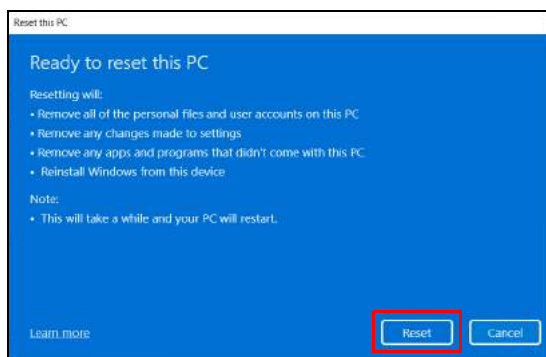 Reset this PC
Ready to reset this PC
Resetting will:
• Remove all of the personal files and user accounts on this PC
• Remove any changes made to settings
• Remove any apps and programs that didn't come with this PC
• Reinstall Windows from this device
Note:
• This will take a while and your PC will restart.
Learn more
Reset
Cancel